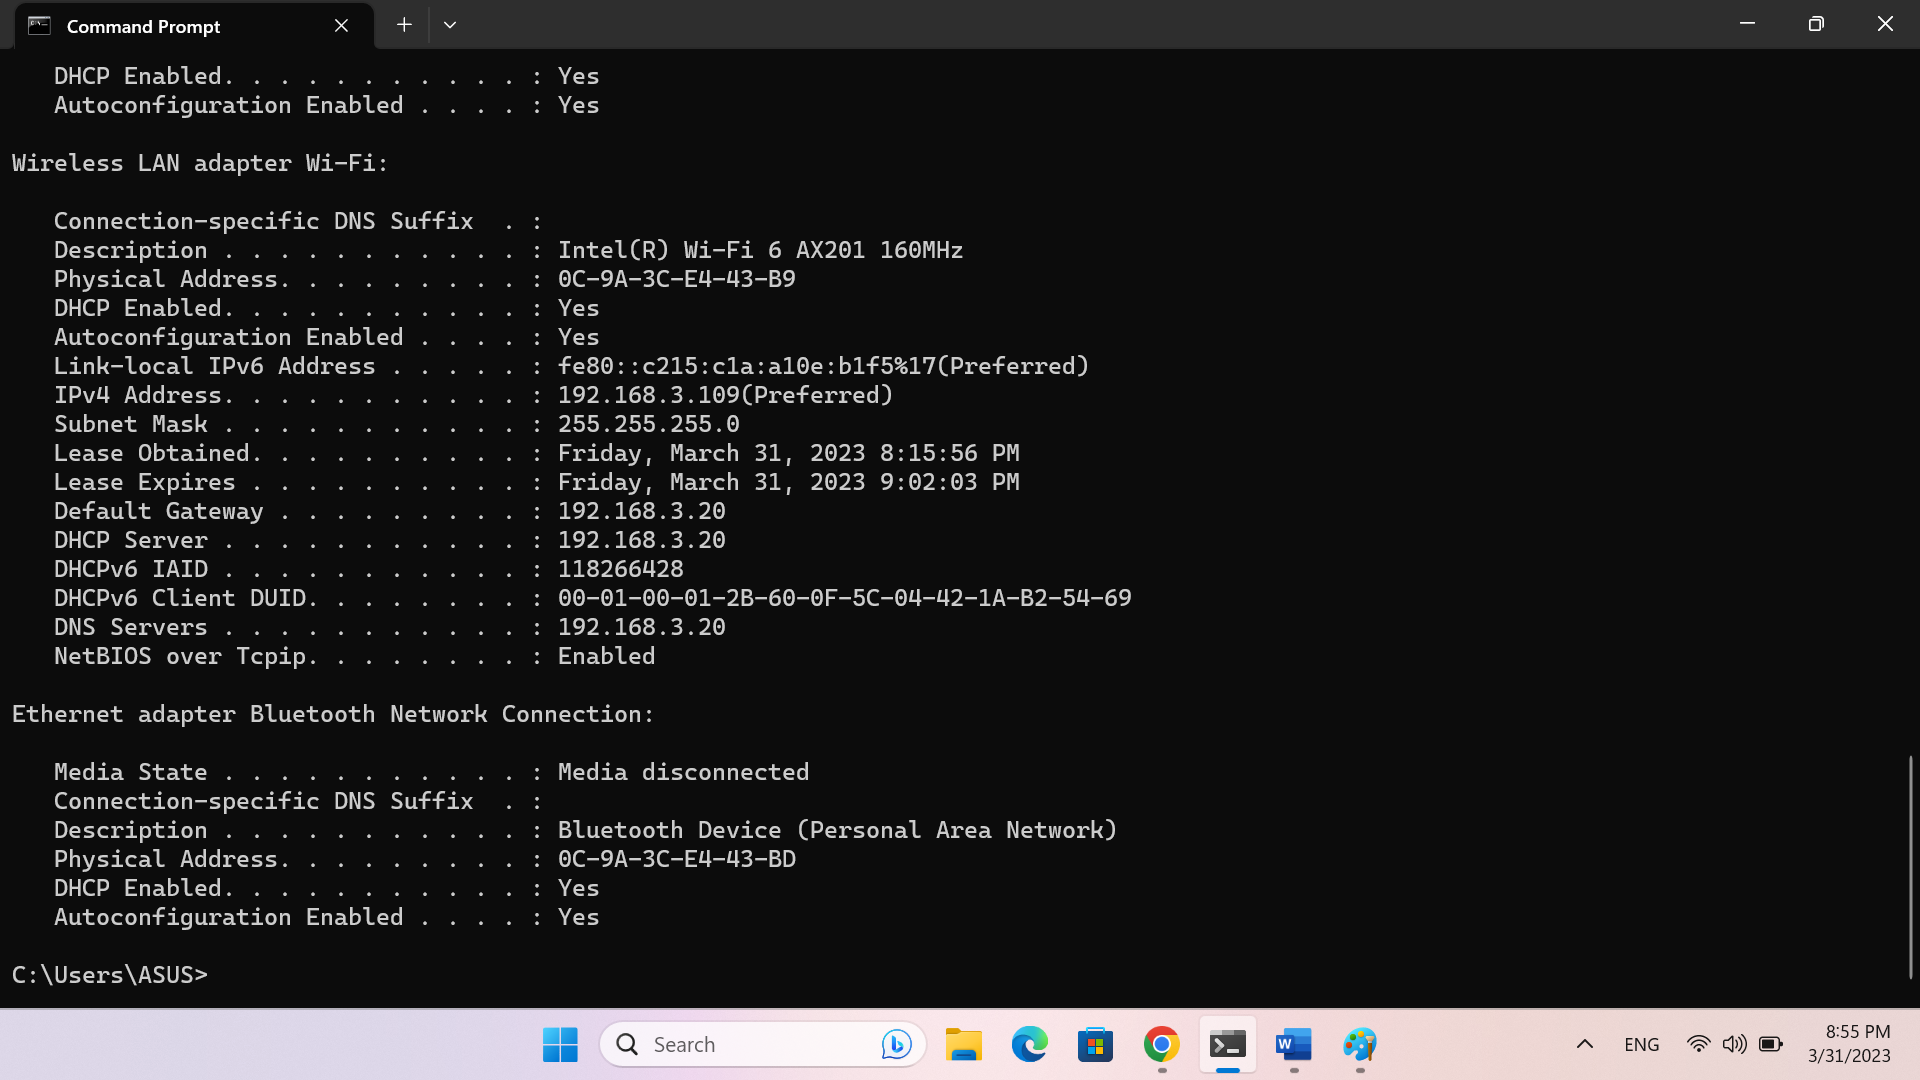 Command Prompt
DHCP Enabled. . . . . . . . . . . : Yes
Autoconfiguration Enabled . . . . : Yes
Wireless LAN adapter Wi-Fi:
Connection-specific DNS Suffix  . :
Description . . . . . . . . . . . : Intel(R) Wi-Fi 6 AX201 160MHz
Physical Address. . . . . . . . . : 0C-9A-3C-E4-43-B9
DHCP Enabled. . . . . . . . . . . : Yes
Autoconfiguration Enabled . . . . : Yes
Link-local IPv6 Address . . . . . : fe80::c215:c1a:a10e:b1f5%17(Preferred)
IPv4 Address. . . . . . . . . . . : 192.168.3.109(Preferred)
Subnet Mask . . . . . . . . . . . : 255.255.255.0
Lease Obtained. . . . . . . . . . : Friday, March 31, 2023 8:15:56 PM
Lease Expires . . . . . . . . . . : Friday, March 31, 2023 9:02:03 PM
Default Gateway . . . . . . . . . : 192.168.3.20
DHCP Server . . . . . . . . . . . : 192.168.3.20
DHCPv6 IAID . . . . . . . . . . . : 118266428
DHCPv6 Client DUID. . . . . . . . : 00-01-00-01-2B-60-0F-5C-04-42-1A-B2-54-69
DNS Servers . . . . . . . . . . . : 192.168.3.20
NetBIOS over Tcpip. . . . . . . . : Enabled
Ethernet adapter Bluetooth Network Connection:
Media State . . . . . . . . . . . : Media disconnected
Connection-specific DNS Suffix  . :
Description . . . . . . . . . . . : Bluetooth Device (Personal Area Network)
Physical Address. . . . . . . . . : 0C-9A-3C-E4-43-BD
DHCP Enabled. . . . . . . . . . . : Yes
Autoconfiguration Enabled . . . . : Yes
C:\Users\ASUS>
Search
ENG
8:55 PM
3/31/2023